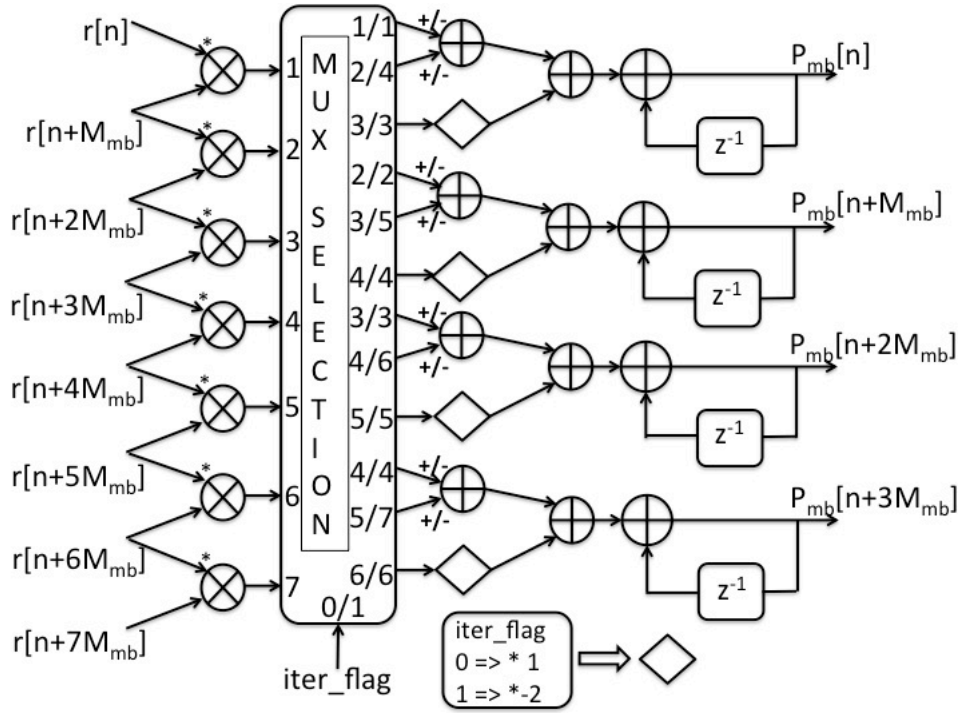 r[n]
r[n+M_mb]
r[n+2M_mb]
r[n+3M_mb]
r[n+4M_mb]
r[n+5M_mb]
r[n+6M_mb]
r[n+7M_mb]
*
*
*
*
*
*
*
1
2
3
4
5
6
7
MUX SELECTION
0/1
iter_flag
1/1
2/4
3/3
2/2
3/5
4/4
3/3
4/6
5/5
4/4
5/7
6/6
+/-
+/-
+/-
+/-
+/-
+/-
+/-
+/-
P_mb[n]
z⁻¹
P_mb[n+M_mb]
z⁻¹
P_mb[n+2M_mb]
z⁻¹
P_mb[n+3M_mb]
z⁻¹
iter_flag
0 => * 1
1 => *-2